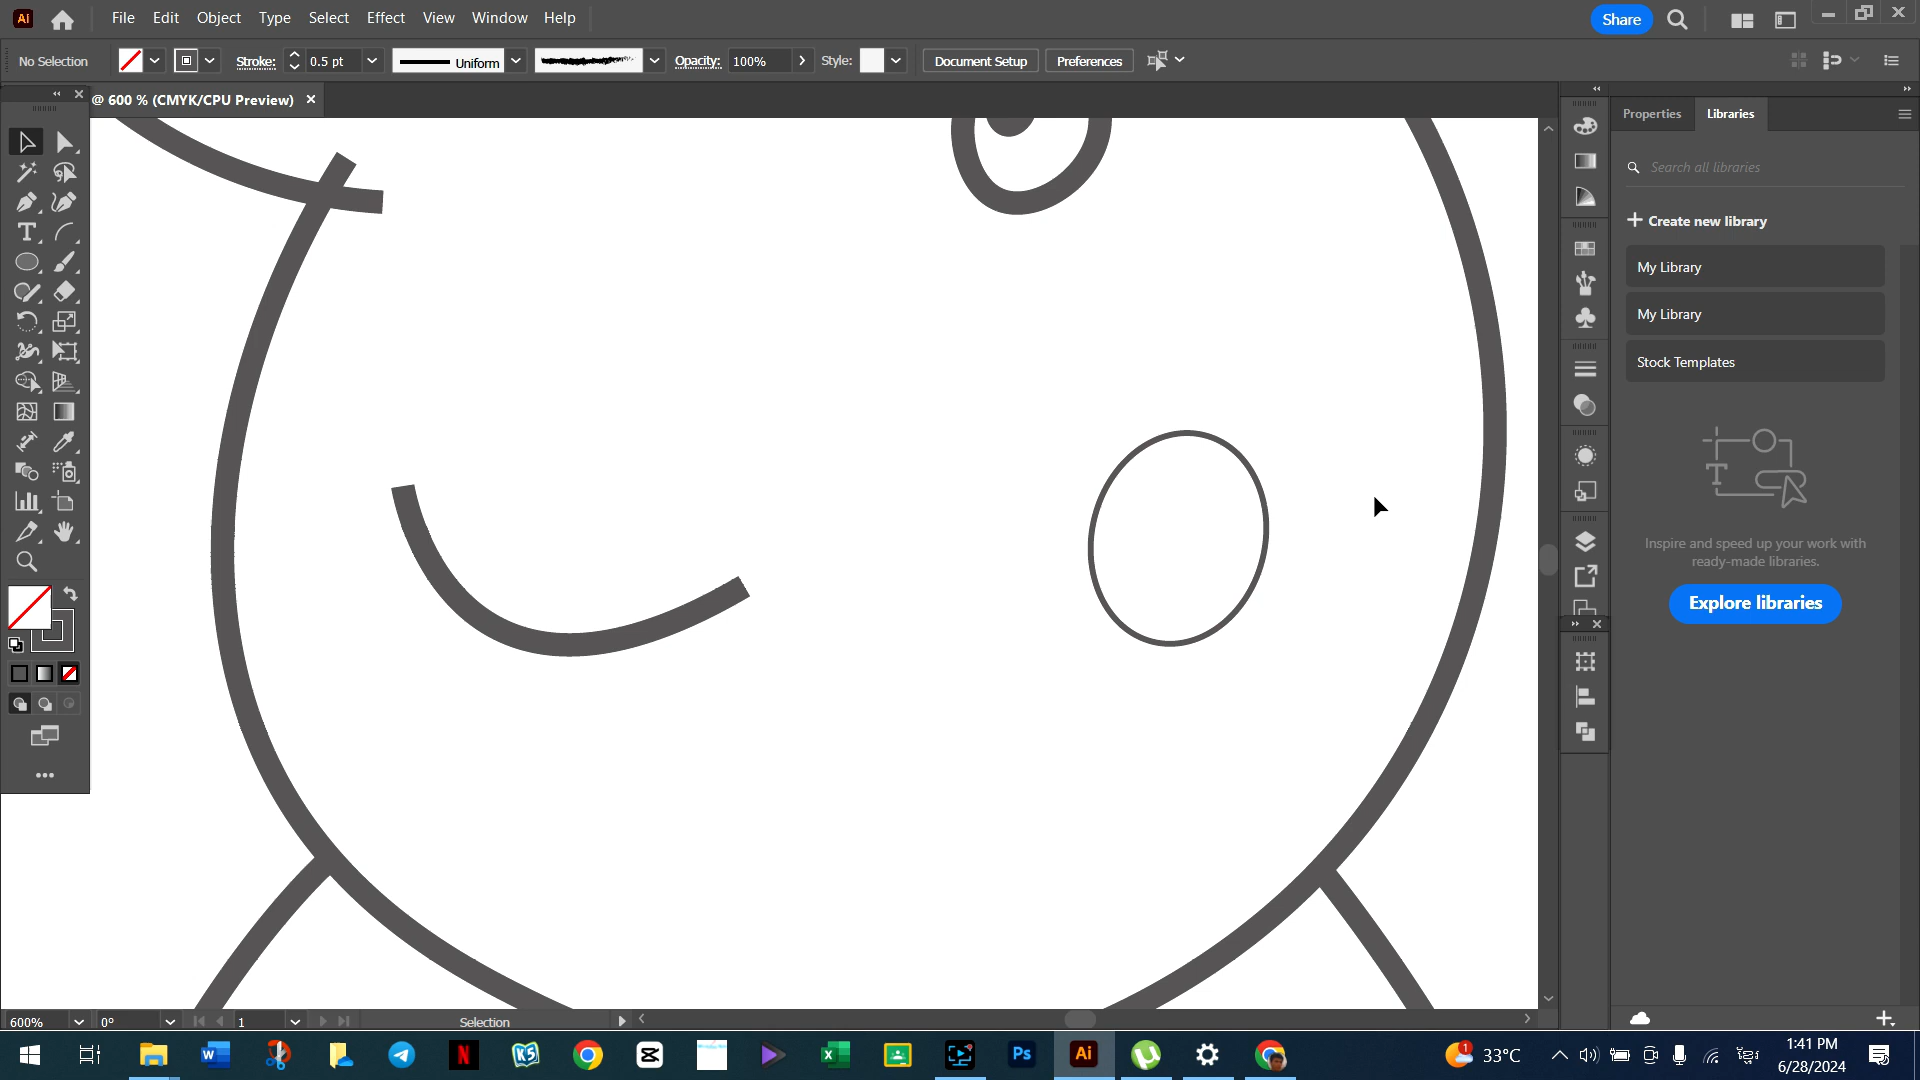 Ai File Edit Object Type Select Effect View Window Help Share
No Selection Stroke: 0.5 pt Uniform Opacity: 100% Style: Document Setup Preferences
@ 600 % (CMYK/CPU Preview) ×
Properties Libraries
Search all libraries
+ Create new library
My Library
My Library
Stock Templates
Inspire and speed up your work with
ready-made libraries.
Explore libraries
600% 0° 1 Selection
Ps Ai 1 33°C
1:41 PM
6/28/2024